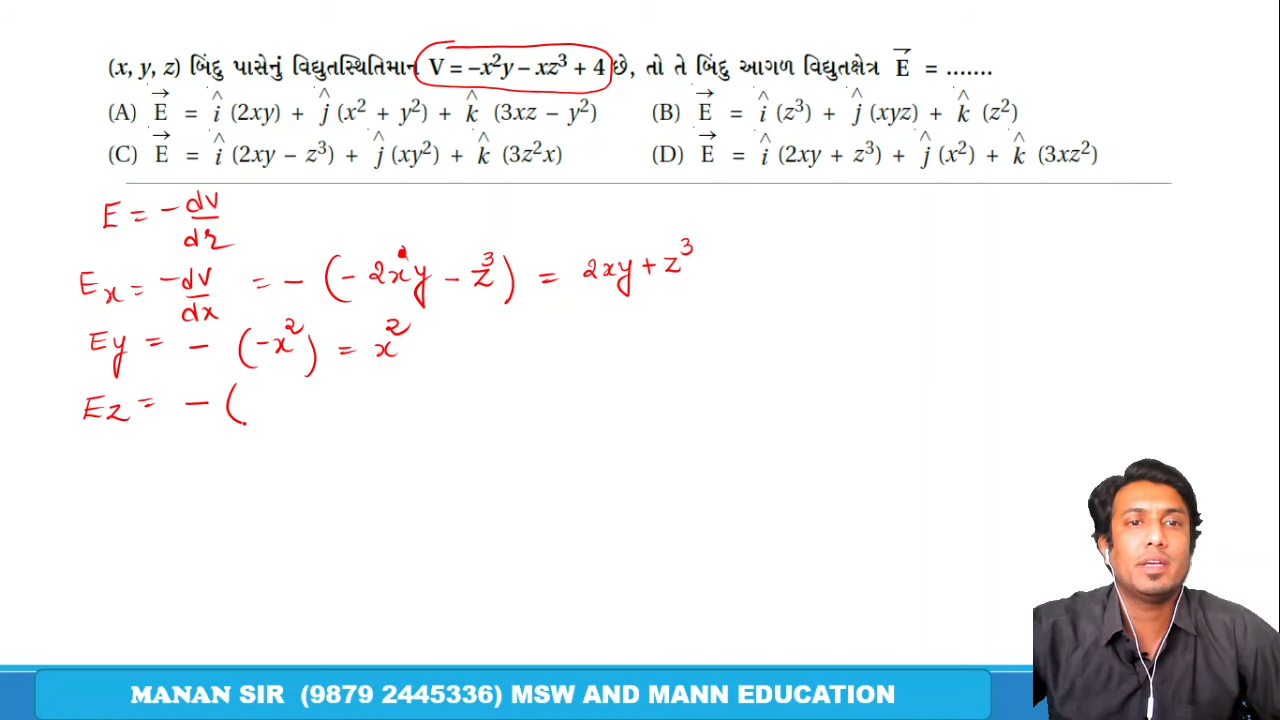 (x, y, z) બિંદુ પાસેનું વિદ્યુતસ્થિતિમાન V = –x²y – xz³ + 4 છે, તો તે બિંદુ આગળ વિદ્યુતક્ષેત્ર E⃗ = .......
(A) E⃗ = î (2xy) + ĵ (x² + y²) + k̂ (3xz – y²) (B) E⃗ = î (z³) + ĵ (xyz) + k̂ (z²)
(C) E⃗ = î (2xy – z³) + ĵ (xy²) + k̂ (3z²x) (D) E⃗ = î (2xy + z³) + ĵ (x²) + k̂ (3xz²)
E = -dV/dr
Ex = -dV/dx = - (-2xy - z³) = 2xy + z³
Ey = - (-x²) = x²
Ez = - (
MANAN SIR (9879 2445336) MSW AND MANN EDUCATION